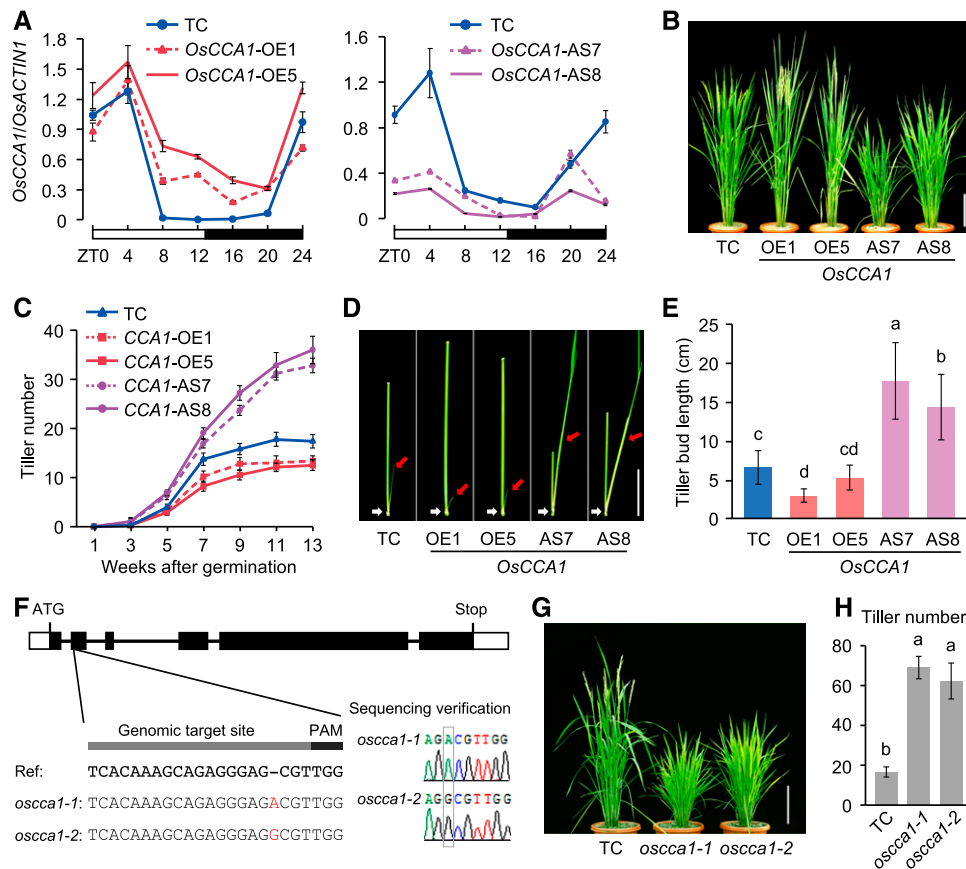 A
TC
OsCCA1-OE1
OsCCA1-OE5
OsCCA1/OsACTIN1
1.8
1.5
1.2
0.9
0.6
0.3
0
ZT0 4 8 12 16 20 24
TC
OsCCA1-AS7
OsCCA1-AS8
1.6
1.2
0.8
0.4
0
ZT0 4 8 12 16 20 24
B
TC OE1 OE5 AS7 AS8
OsCCA1
C
TC
CCA1-OE1
CCA1-OE5
CCA1-AS7
CCA1-AS8
Tiller number
40
30
20
10
0
1 3 5 7 9 11 13
Weeks after germination
D
TC OE1 OE5 AS7 AS8
OsCCA1
E
Tiller bud length (cm)
25
20
15
10
5
0
c d cd a b
TC OE1 OE5 AS7 AS8
OsCCA1
F
ATG Stop
Genomic target site PAM
Ref: TCACAAAGCAGAGGGAG-CGTTGG
oscca1-1: TCACAAAGCAGAGGGAGACGTTGG
oscca1-2: TCACAAAGCAGAGGGAGGCGTTGG
Sequencing verification
oscca1-1 AGACGTTGG
oscca1-2 AGGCGTTGG
G
TC oscca1-1 oscca1-2
H
Tiller number
80
60
40
20
0
b a a
TC
oscca1-1
oscca1-2